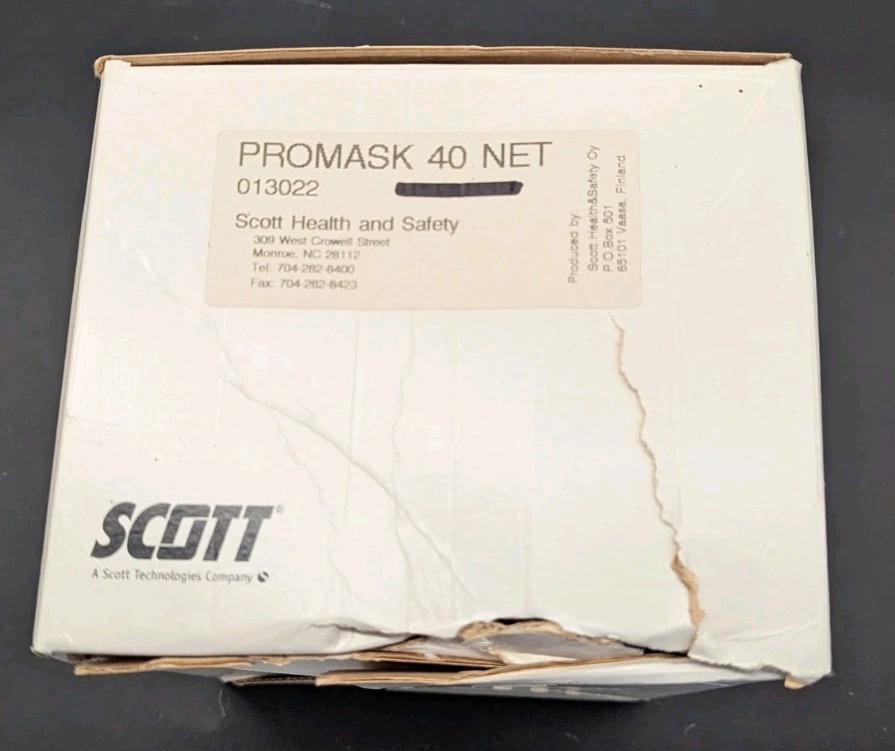 PROMASK 40 NET
013022
Scott Health and Safety
309 West Crowell Street
Monroe, NC 28112
Tel: 704-282-8400
Fax: 704-282-8423
Produced by:
Scott Health&Safety Oy
P.O.Box 501
65101 Vaasa, Finland
SCOTT®
A Scott Technologies Company